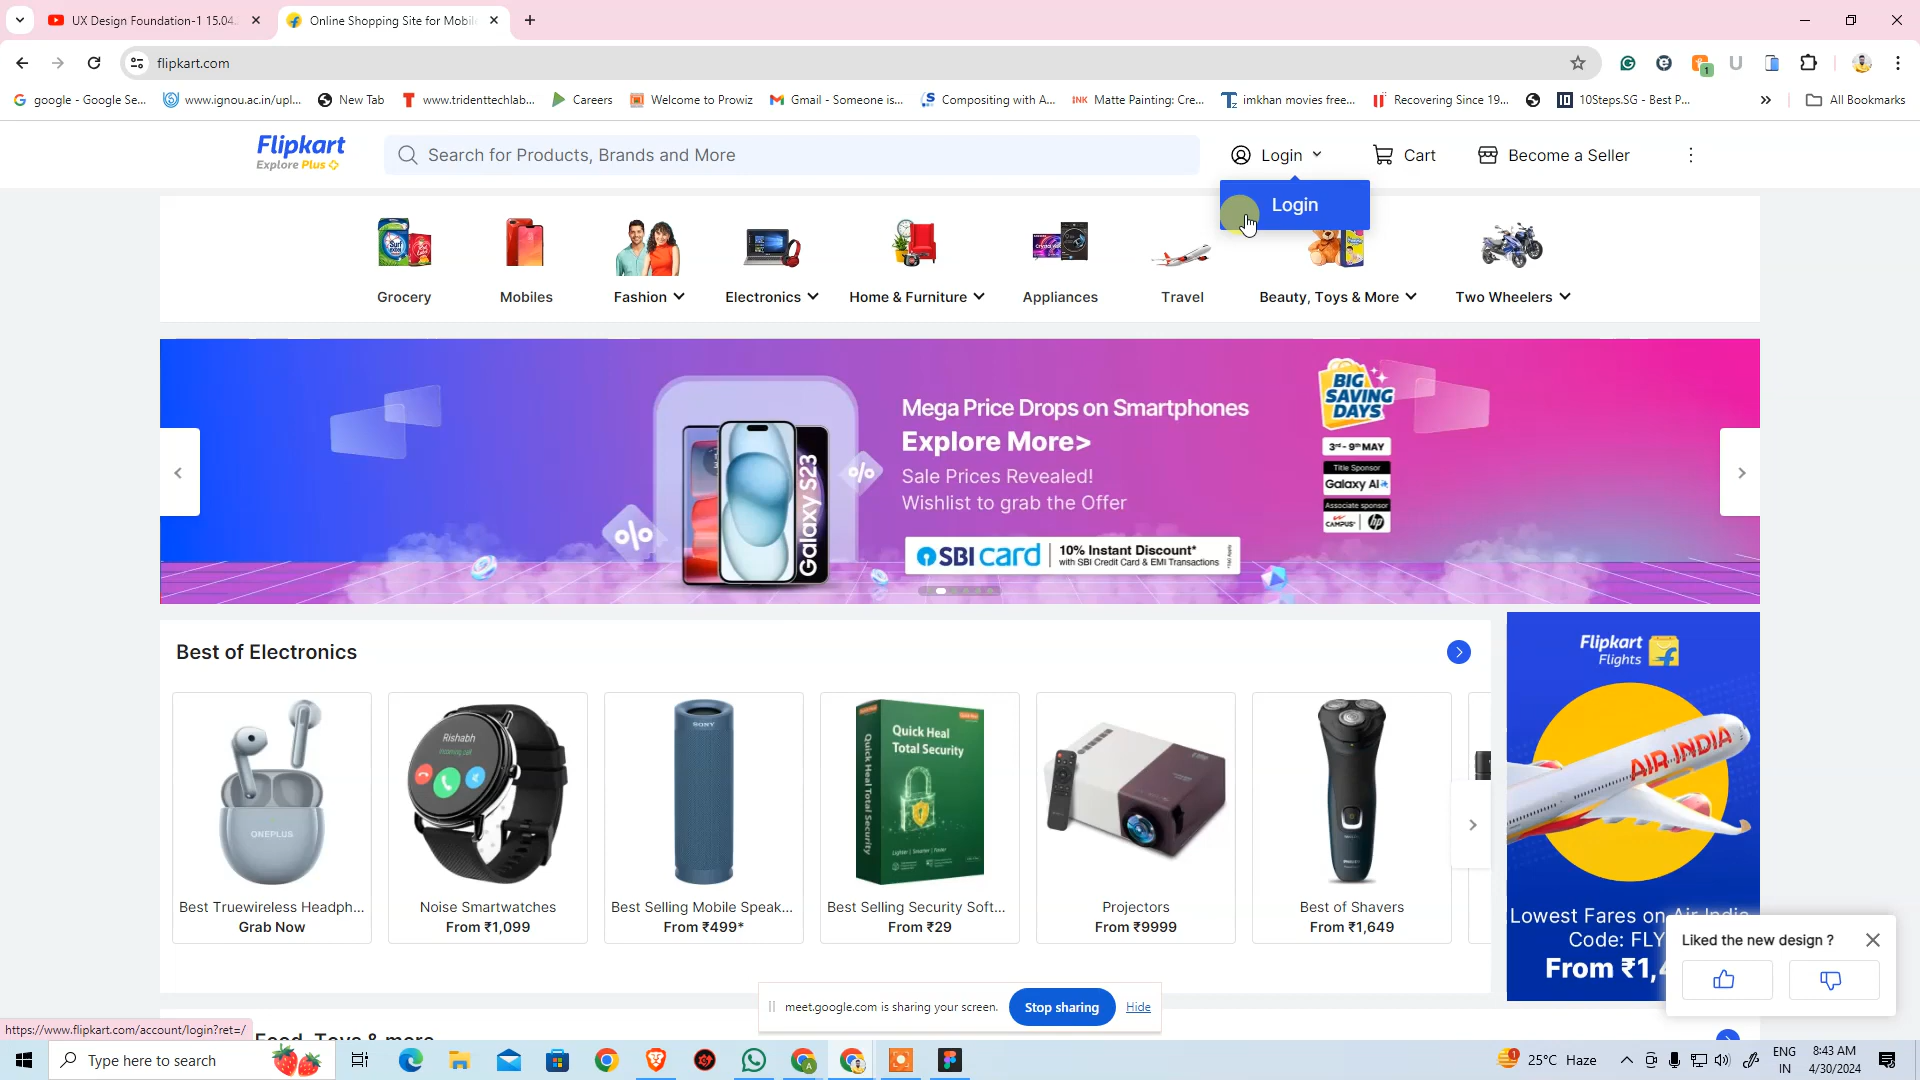 UX Design Foundation-1 15.04
Online Shopping Site for Mobil
flipkart.com
google - Google Se...
www.ignou.ac.in/upl...
New Tab
www.tridenttechlab...
Careers
Welcome to Prowiz
Gmail - Someone is...
Compositing with A...
INK Matte Painting: Cre...
imkhan movies free...
Recovering Since 19...
10Steps.SG - Best P...
All Bookmarks
Flipkart
Explore Plus
Search for Products, Brands and More
Login
Cart
Become a Seller
Login
Grocery
Mobiles
Fashion
Electronics
Home & Furniture
Appliances
Travel
Beauty, Toys & More
Two Wheelers
Galaxy S23
Mega Price Drops on Smartphones
Explore More>
Sale Prices Revealed!
Wishlist to grab the Offer
SBI card
10% Instant Discount*
with SBI Credit Card & EMI Transactions
BIG
SAVING
DAYS
3rd - 9th MAY
Title Sponsor
Galaxy AI
Associate sponsor
CAMPUS
hp
Best of Electronics
ONEPLUS
Rishabh
Incoming call
SONY
Quick Heal
Total Security
Quick Heal Total Security
Best Truewireless Headph...
Grab Now
Noise Smartwatches
From ₹1,099
Best Selling Mobile Speak...
From ₹499*
Best Selling Security Soft...
From ₹29
Projectors
From ₹9999
Best of Shavers
From ₹1,649
Flipkart
Flights
AIR INDIA
Lowest Fares on Air India
Code: FLY
From ₹1,4
Liked the new design ?
meet.google.com is sharing your screen.
Stop sharing
Hide
https://www.flipkart.com/account/login?ret=/
Food, Toys & more
Type here to search
25°C Haze
ENG
IN
8:43 AM
4/30/2024